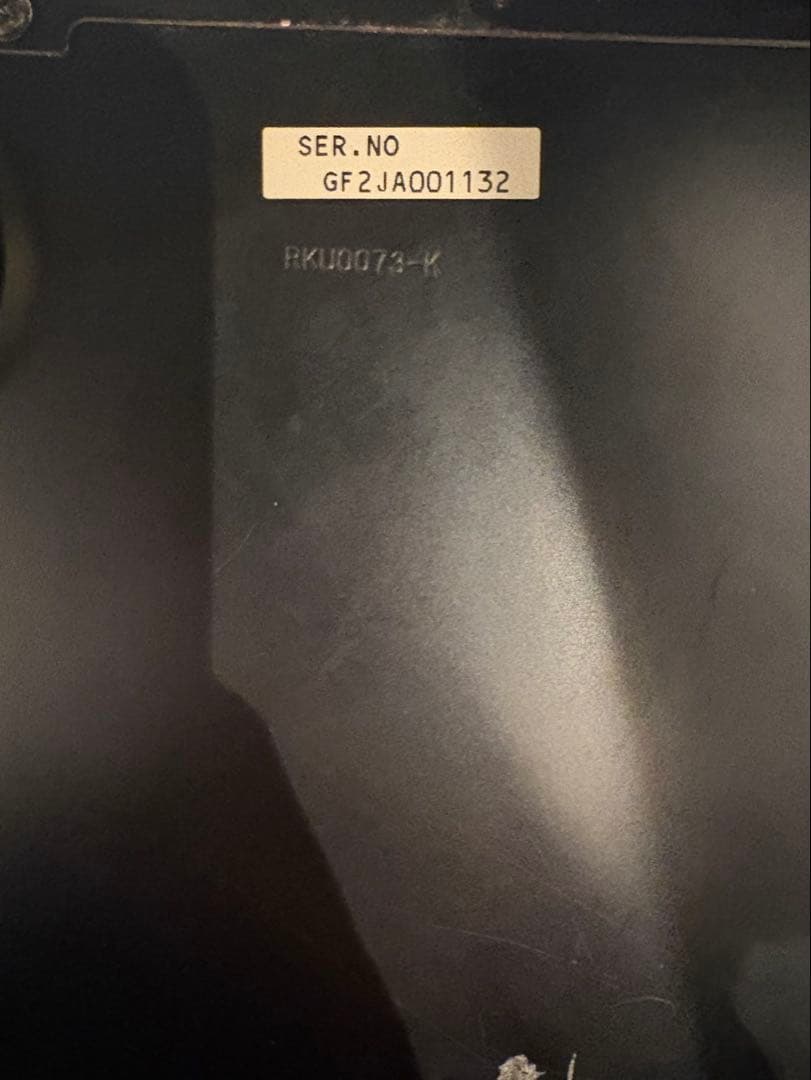 SER.NO
GF2JA001132
RKU0073-K